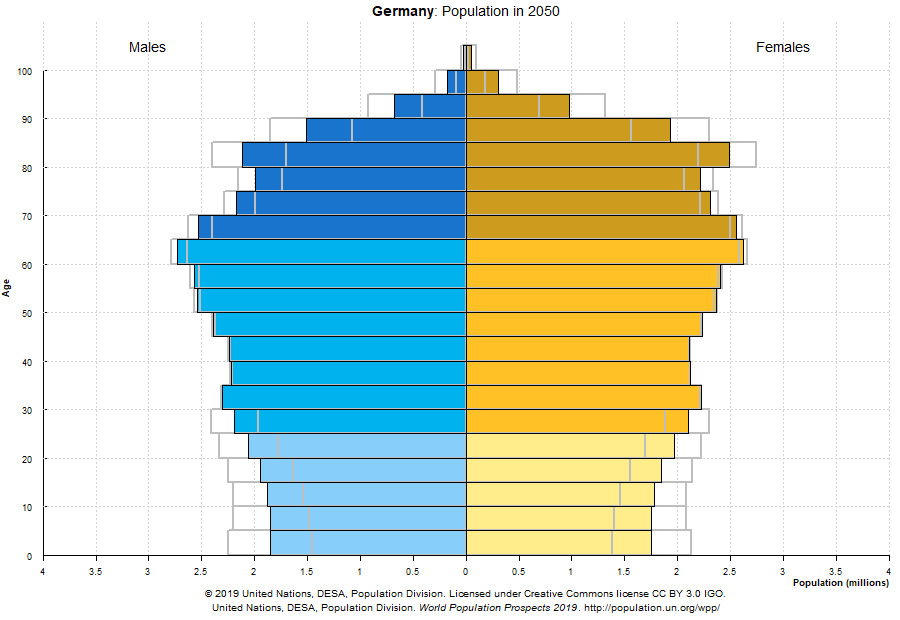 Germany: Population in 2050
Males
Females
100
90
80
70
60
50
40
30
20
10
0
Age
4 3.5 3 2.5 2 1.5 1 0.5 0 0.5 1 1.5 2 2.5 3 3.5 4
Population (millions)
© 2019 United Nations, DESA, Population Division. Licensed under Creative Commons license CC BY 3.0 IGO.
United Nations, DESA, Population Division. World Population Prospects 2019. http://population.un.org/wpp/